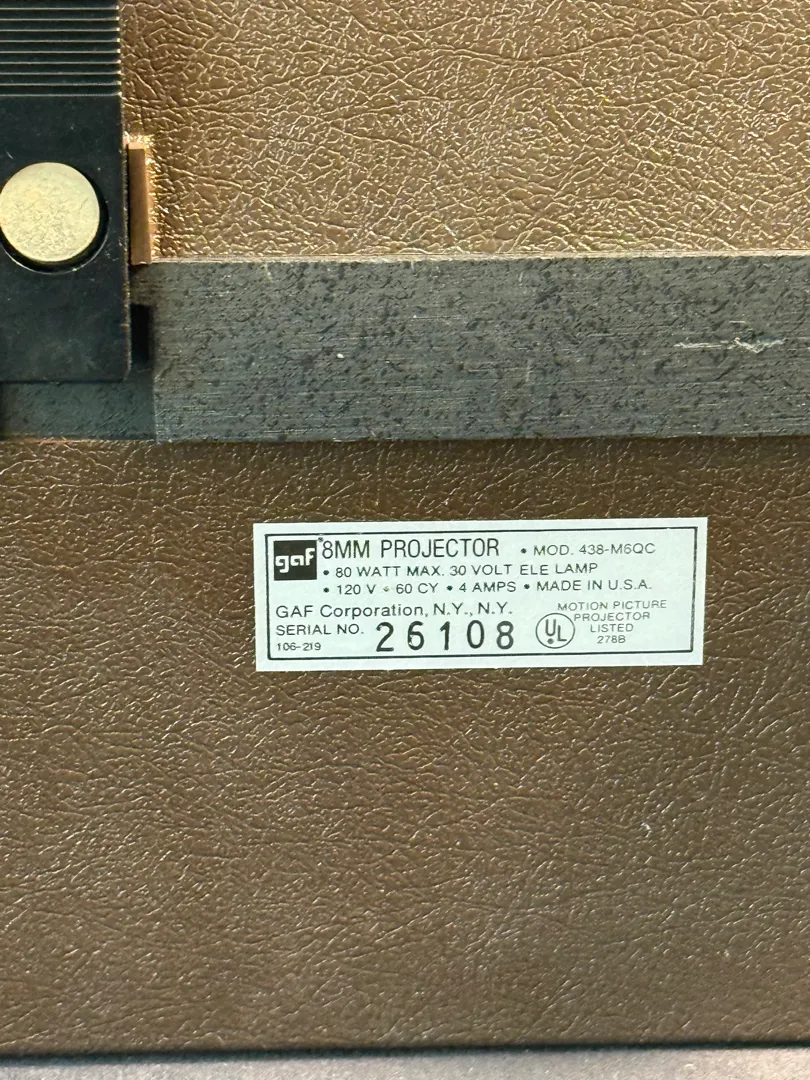 gaf 8MM PROJECTOR • MOD. 438-M6QC
• 80 WATT MAX. 30 VOLT ELE LAMP
• 120 V • 60 CY • 4 AMPS • MADE IN U.S.A.
GAF Corporation, N.Y., N.Y.
SERIAL NO. 26108
106-219
UL
MOTION PICTURE
PROJECTOR
LISTED
278B